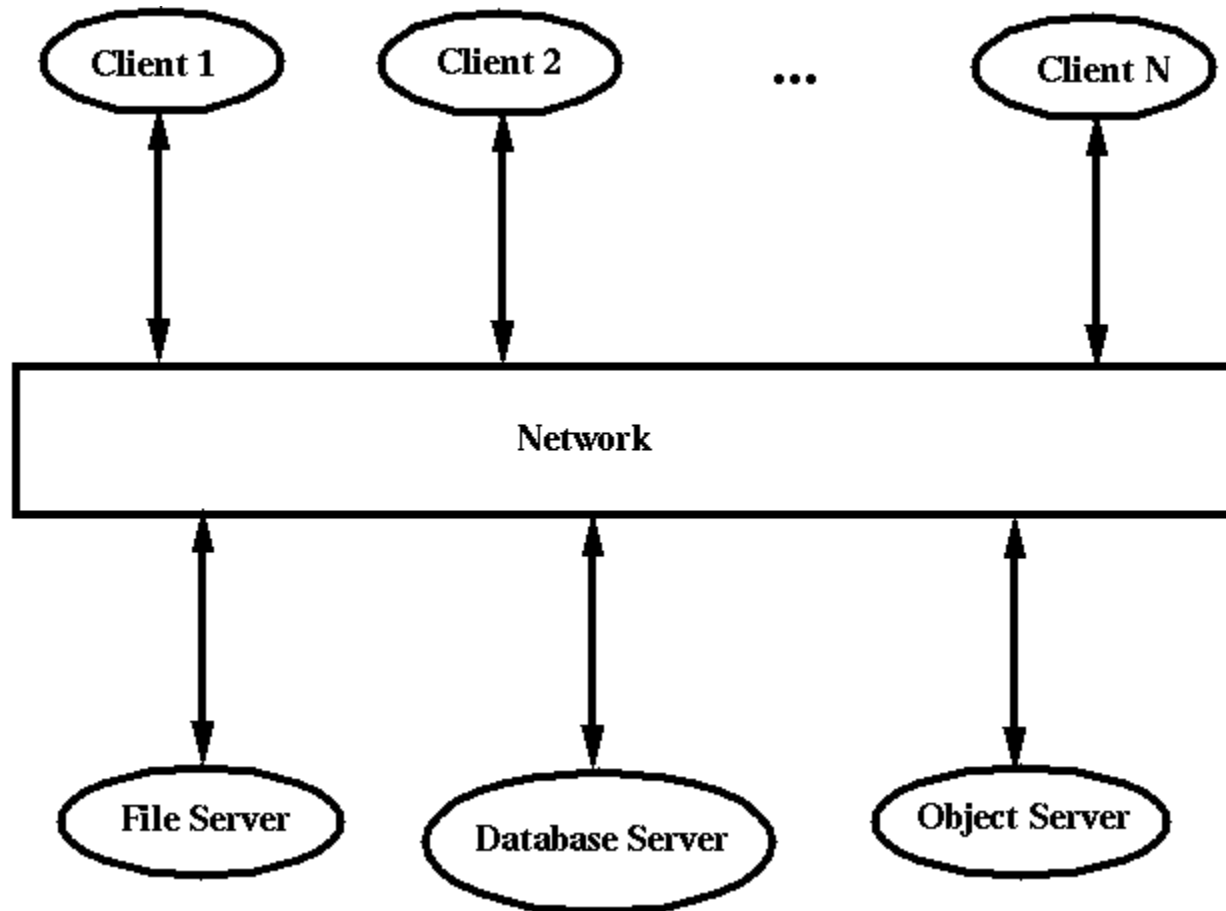 Client 1
Client 2
...
Client N
Network
File Server
Database Server
Object Server